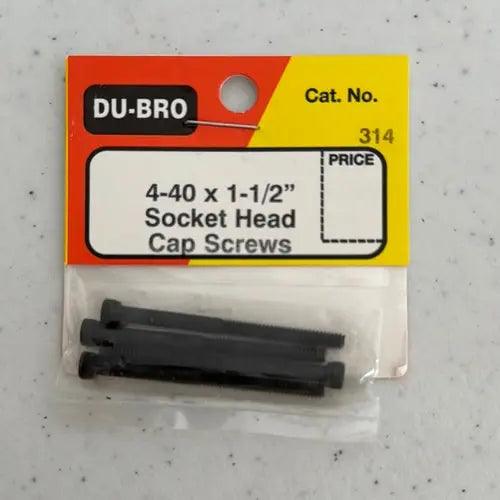 DU-BRO
Cat. No.
314
PRICE
4-40 x 1-1/2”
Socket Head
Cap Screws